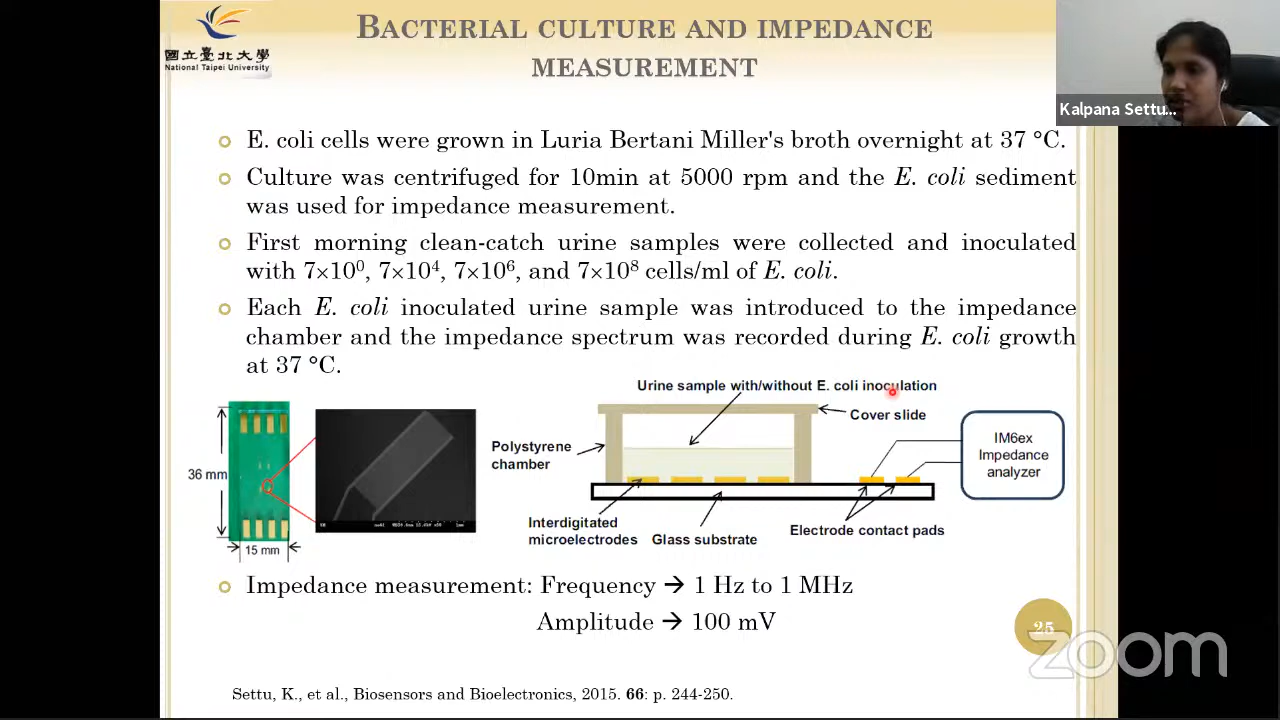 國立臺北大學
National Taipei University
BACTERIAL CULTURE AND IMPEDANCE
MEASUREMENT
Kalpana Settu...
E. coli cells were grown in Luria Bertani Miller's broth overnight at 37 °C.
Culture was centrifuged for 10min at 5000 rpm and the E. coli sediment
was used for impedance measurement.
First morning clean-catch urine samples were collected and inoculated
with 7×10⁰, 7×10⁴, 7×10⁶, and 7×10⁸ cells/ml of E. coli.
Each E. coli inoculated urine sample was introduced to the impedance
chamber and the impedance spectrum was recorded during E. coli growth
at 37 °C.
36 mm
15 mm
Urine sample with/without E. coli inoculation
Cover slide
Polystyrene
chamber
IM6ex
Impedance
analyzer
Interdigitated
microelectrodes
Glass substrate
Electrode contact pads
Impedance measurement: Frequency → 1 Hz to 1 MHz
Amplitude → 100 mV
25
zoom
Settu, K., et al., Biosensors and Bioelectronics, 2015. 66: p. 244-250.